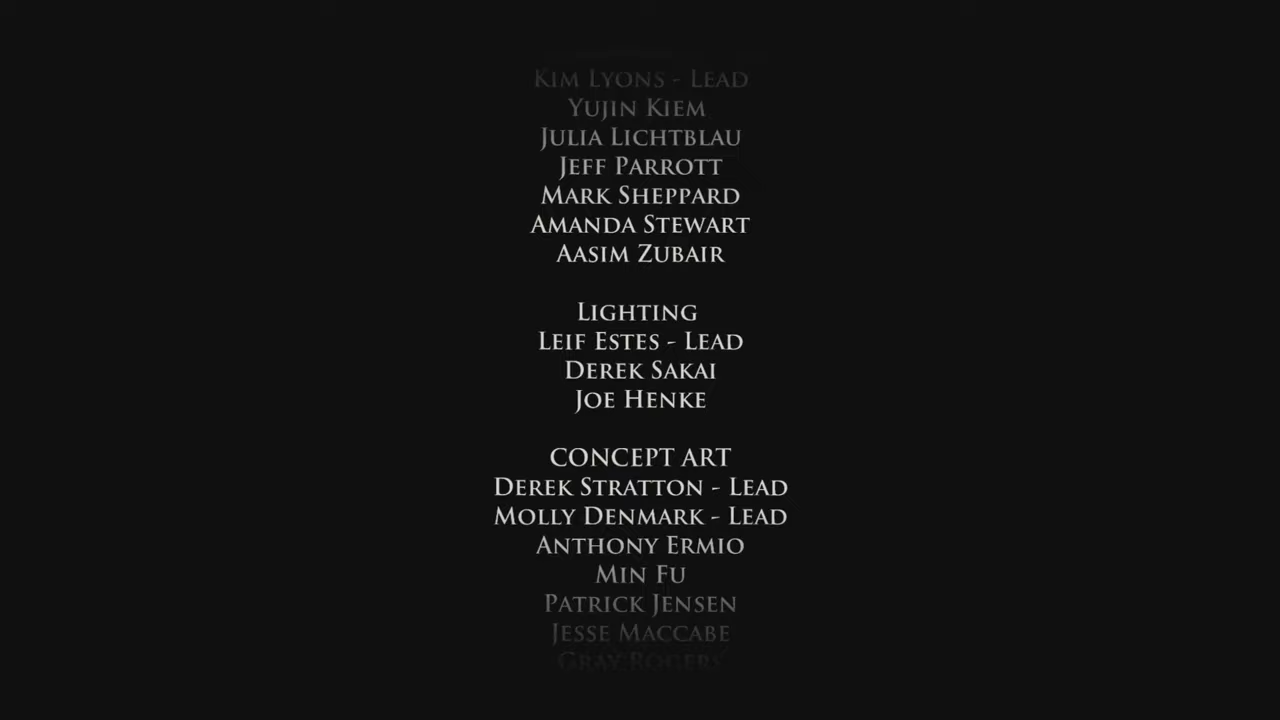 Kim Lyons - Lead
Yujin Kiem
Julia Lichtblau
Jeff Parrott
Mark Sheppard
Amanda Stewart
Aasim Zubair
Lighting
Leif Estes - Lead
Derek Sakai
Joe Henke
CONCEPT ART
Derek Stratton - Lead
Molly Denmark - Lead
Anthony Ermio
Min Fu
Patrick Jensen
Jesse Maccabe
Gray Rogers